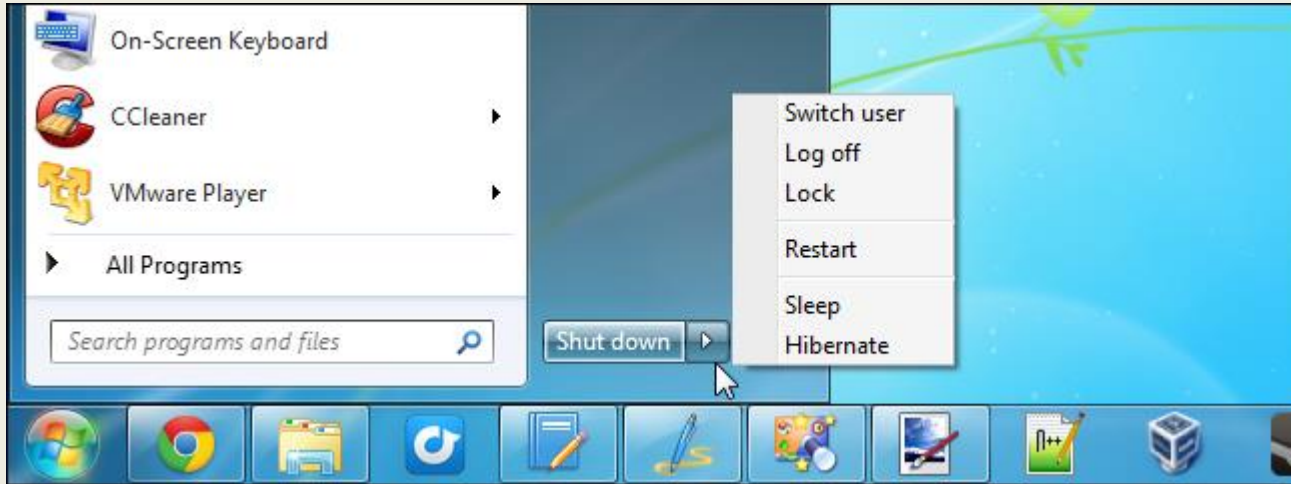 On-Screen Keyboard
CCleaner
VMware Player
All Programs
Search programs and files
Shut down
Switch user
Log off
Lock
Restart
Sleep
Hibernate
n++